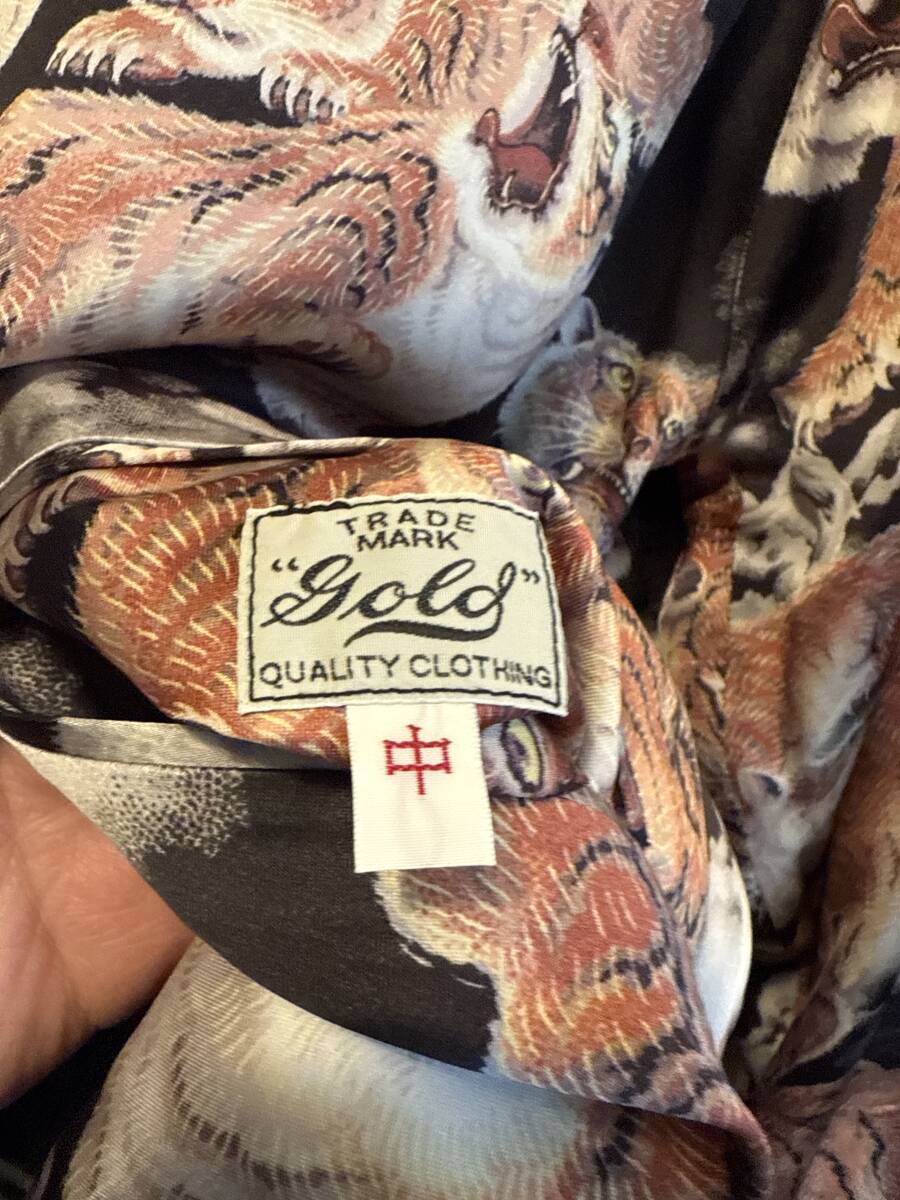 TRADE
MARK
"Gold"
QUALITY CLOTHING
中